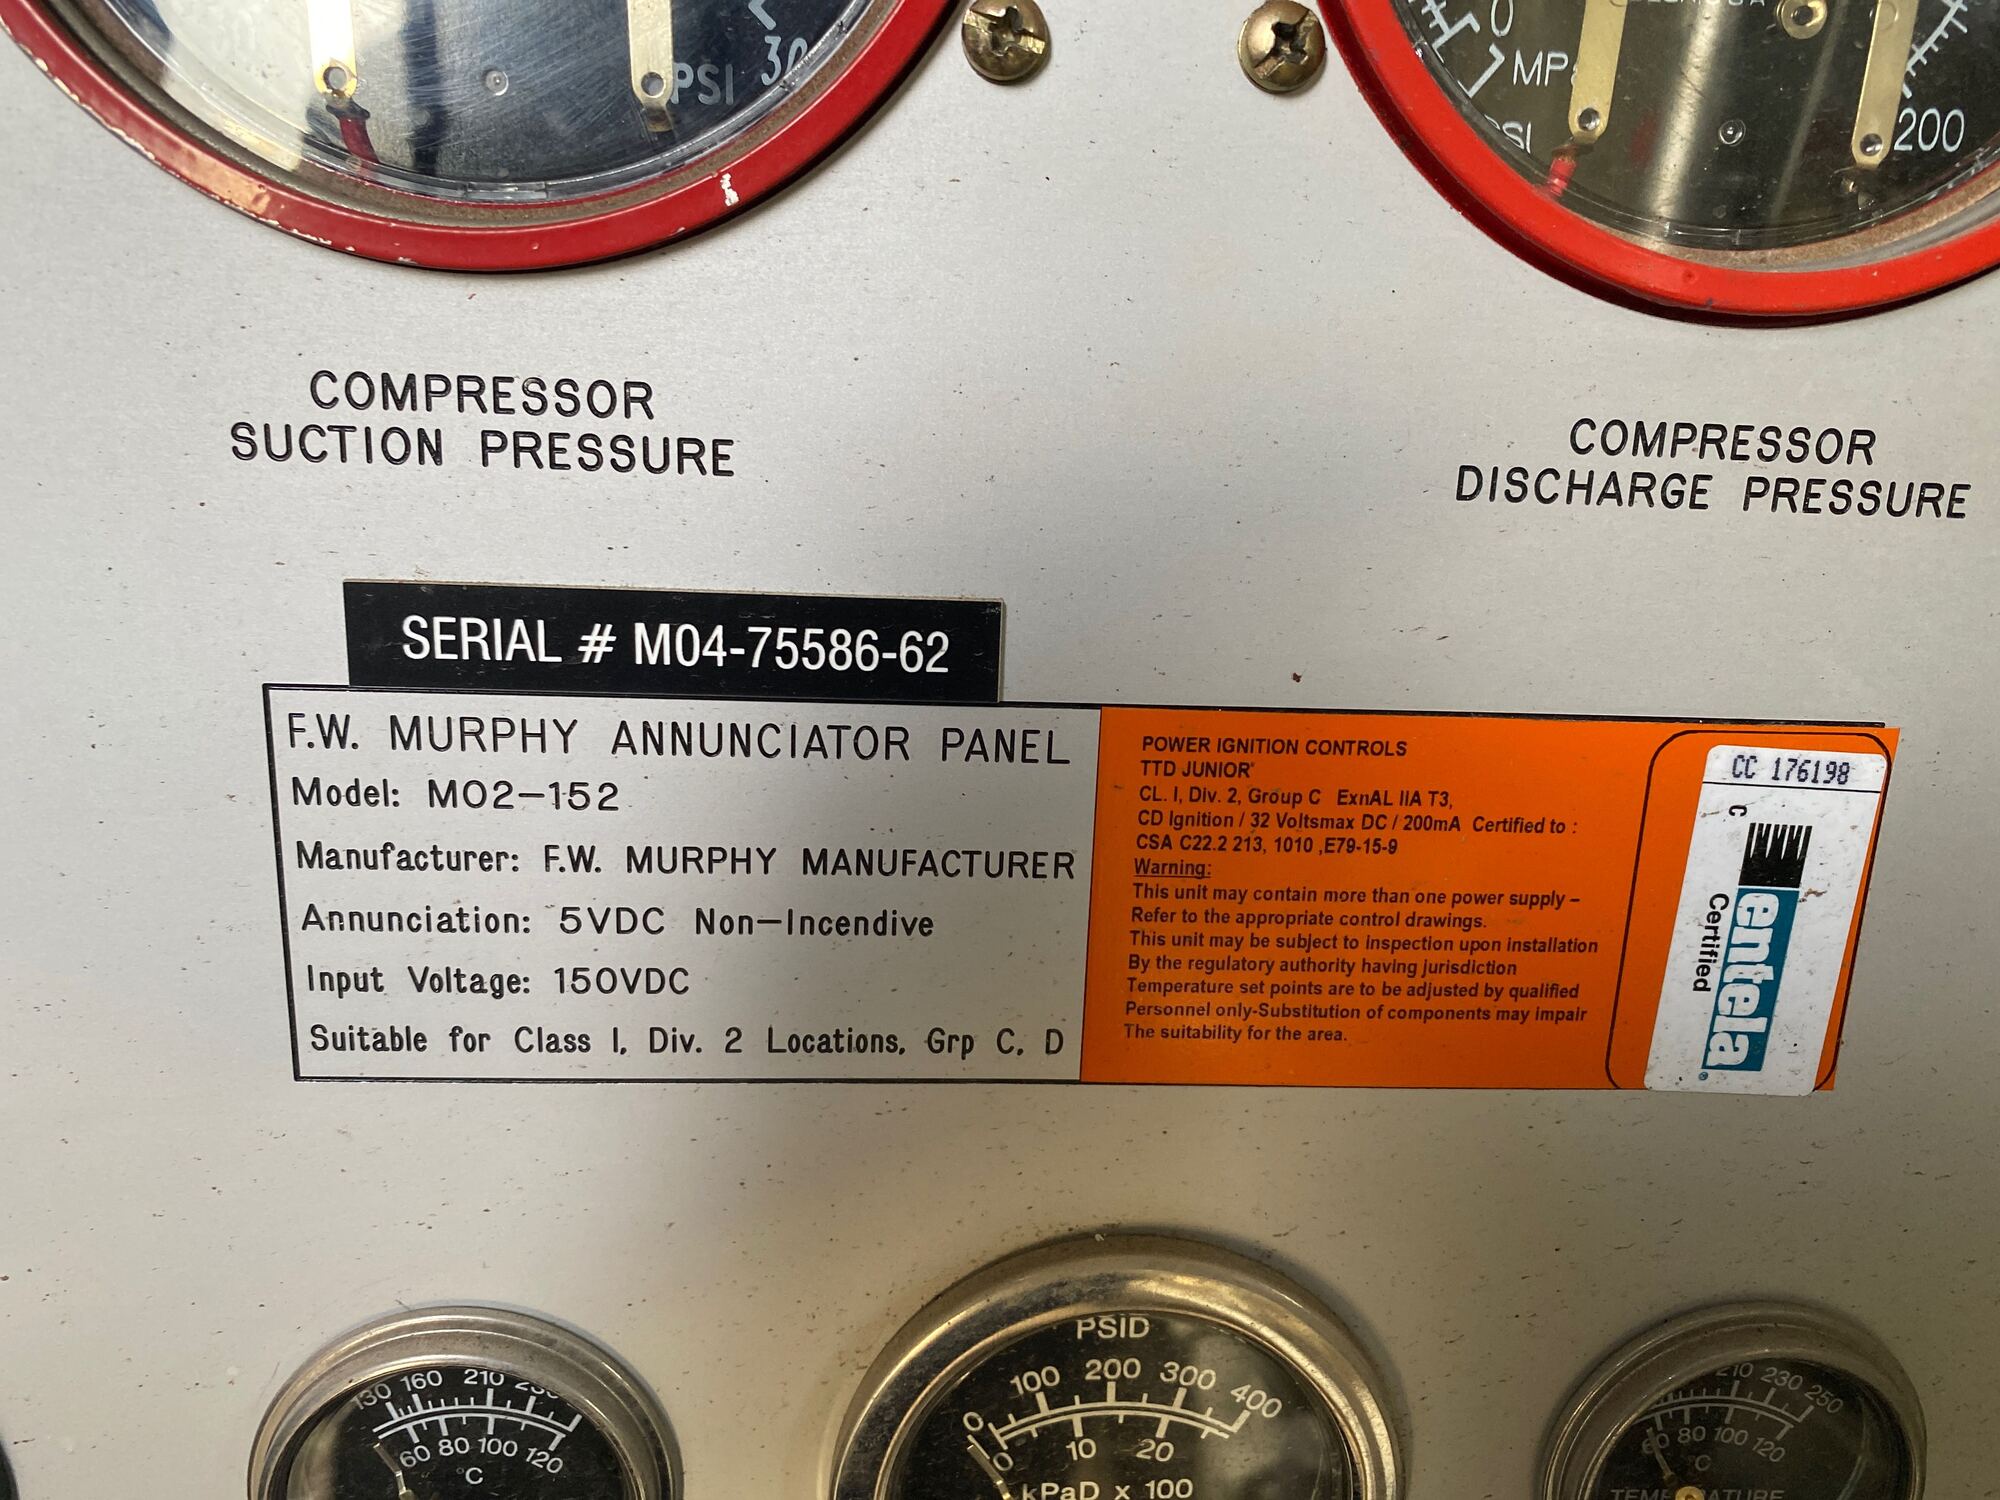 PSI
30
0
MPa
PSI
200
COMPRESSOR
SUCTION PRESSURE
COMPRESSOR
DISCHARGE PRESSURE
SERIAL # M04-75586-62
F.W. MURPHY ANNUNCIATOR PANEL
Model: MO2-152
Manufacturer: F.W. MURPHY MANUFACTURER
Annunciation: 5VDC Non-Incendive
Input Voltage: 150VDC
Suitable for Class I, Div. 2 Locations, Grp C, D
POWER IGNITION CONTROLS
TTD JUNIOR
CL. I, Div. 2, Group C ExnAL IIA T3,
CD Ignition / 32 Voltsmax DC / 200mA Certified to :
CSA C22.2 213, 1010 ,E79-15-9
Warning:
This unit may contain more than one power supply –
Refer to the appropriate control drawings.
This unit may be subject to inspection upon installation
By the regulatory authority having jurisdiction
Temperature set points are to be adjusted by qualified
Personnel only-Substitution of components may impair
The suitability for the area.
CC 176198
C
entela®
Certified
130 160 210
60 80 100 120
°C
PSID
0 100 200 300 400
0 10 20
kPaD x 100
210 230 250
60 80 100 120
°C
TEMPERATURE